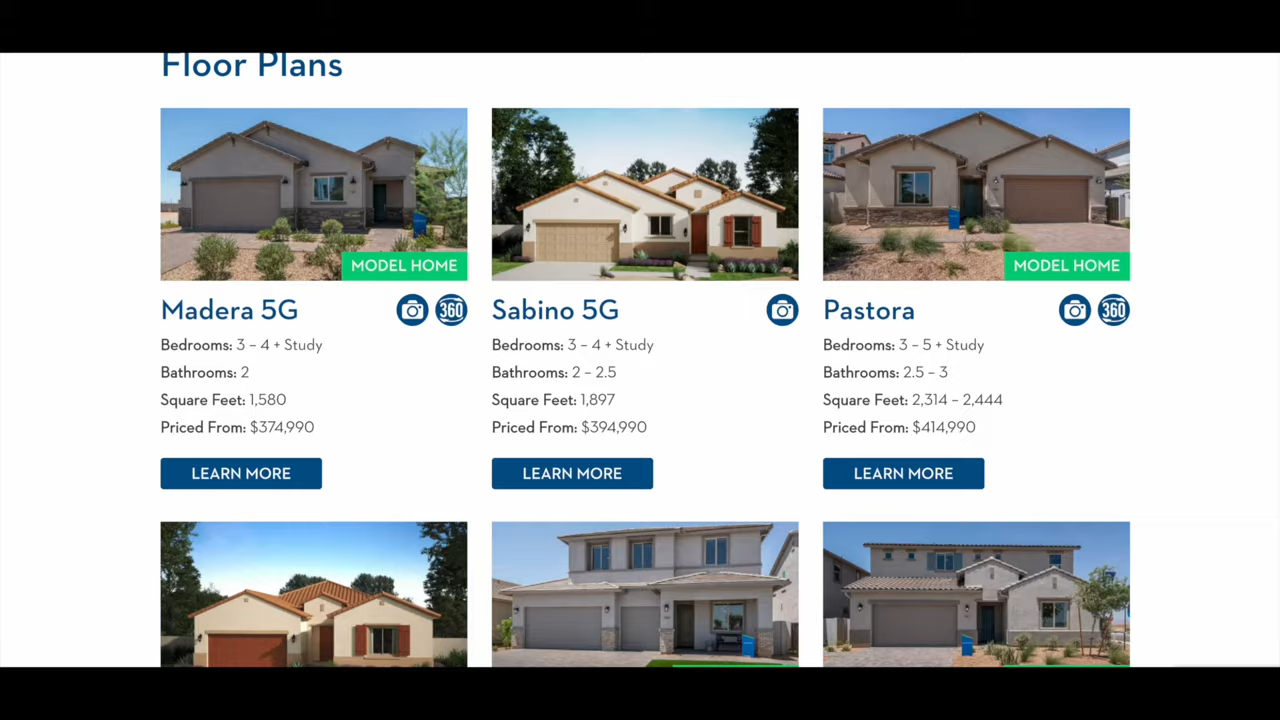 Floor Plans
MODEL HOME
MODEL HOME
Madera 5G
360
Sabino 5G
Pastora
360
Bedrooms: 3 – 4 + Study
Bedrooms: 3 – 4 + Study
Bedrooms: 3 – 5 + Study
Bathrooms: 2
Bathrooms: 2 – 2.5
Bathrooms: 2.5 – 3
Square Feet: 1,580
Square Feet: 1,897
Square Feet: 2,314 – 2,444
Priced From: $374,990
Priced From: $394,990
Priced From: $414,990
LEARN MORE
LEARN MORE
LEARN MORE